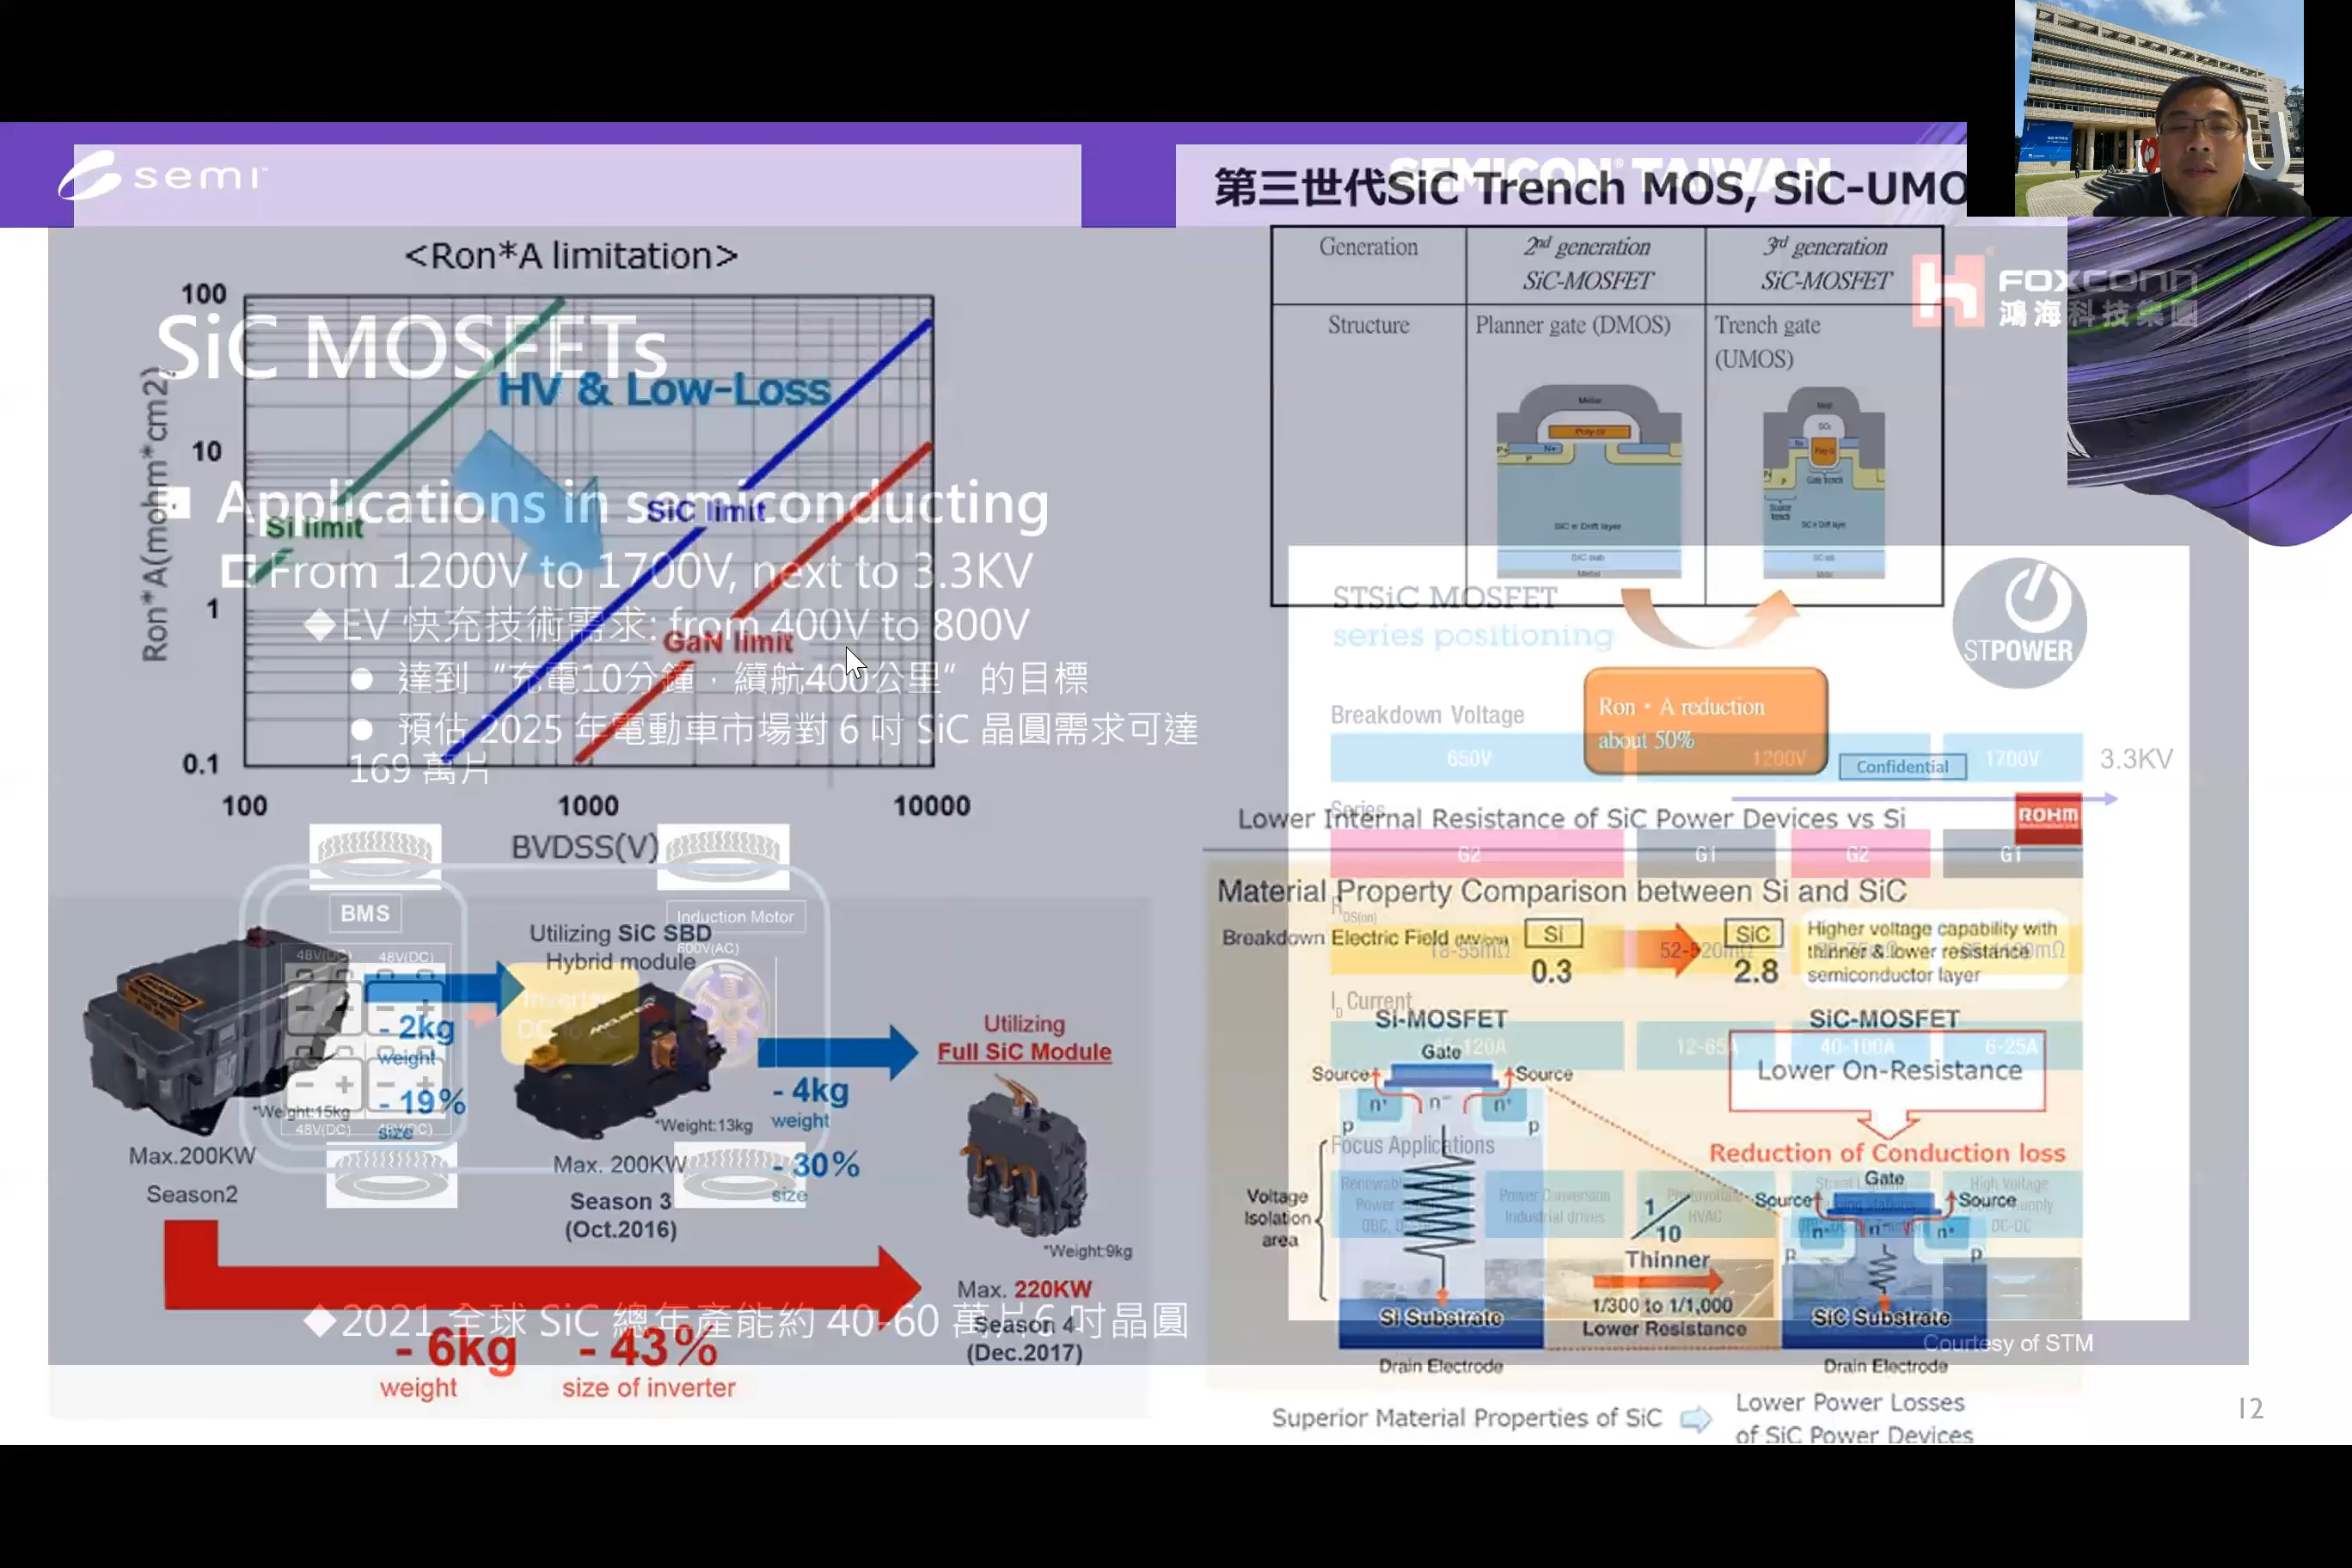 semi
SEMICON® TAIWAN
第三世代SiC Trench MOS, SiC-UMO
FOXCONN
鴻海科技集團
SiC MOSFETs
Applications in semiconducting
From 1200V to 1700V, next to 3.3KV
EV 快充技術需求: from 400V to 800V
達到“充電10分鐘，續航400公里”的目標
預估 2025 年電動車市場對 6 吋 SiC 晶圓需求可達
169 萬片
<Ron*A limitation>
Ron*A(mohm*cm2)
100
10
1
0.1
100
1000
10000
BVDSS(V)
HV & Low-Loss
Si limit
SiC limit
GaN limit
Generation
2nd generation
SiC-MOSFET
3rd generation
SiC-MOSFET
Structure
Planner gate (DMOS)
Trench gate
(UMOS)
Metal
Poly-Si
P+
N+
P
SiC n- Drift layer
SiC sub
Metal
SiO₂
Gate trench
Source
trench
STSiC MOSFET
series positioning
STPOWER
Ron・A reduction
about 50%
Breakdown Voltage
650V
1200V
1700V
3.3KV
Confidential
Series
G2
G1
G2
G1
RDS(on)
18-55mΩ
52-520mΩ
ID Current
12-65A
40-100A
6-25A
Focus Applications
Power Conversion
Industrial drives
Photovoltaic
HVAC
High Voltage
DC-DC
Courtesy of STM
Lower Internal Resistance of SiC Power Devices vs Si
ROHM
Material Property Comparison between Si and SiC
Breakdown Electric Field (MV/cm)
Si
0.3
SiC
2.8
Higher voltage capability with
thinner & lower resistance
semiconductor layer
Si-MOSFET
Gate
Source
Source
n+
n-
n+
p
p
Voltage
Isolation
area
Si Substrate
Drain Electrode
1/10
Thinner
1/300 to 1/1,000
Lower Resistance
SiC-MOSFET
Lower On-Resistance
Reduction of Conduction loss
Gate
Source
Source
n+
n-
n+
p
p
SiC Substrate
Drain Electrode
Superior Material Properties of SiC
Lower Power Losses
of SiC Power Devices
BMS
48V(DC)
48V(DC)
48V(DC)
48V(DC)
Inverter
Induction Motor
600V(AC)
Utilizing SiC SBD
Hybrid module
- 2kg
weight
- 19%
size
*Weight:15kg
Max.200KW
Season2
*Weight:13kg
Max. 200KW
Season 3
(Oct.2016)
- 4kg
weight
- 30%
size
Utilizing
Full SiC Module
*Weight:9kg
Max. 220KW
Season 4
(Dec.2017)
- 6kg
weight
- 43%
size of inverter
2021 全球 SiC 總年產能約 40-60 萬片6 吋晶圓
12